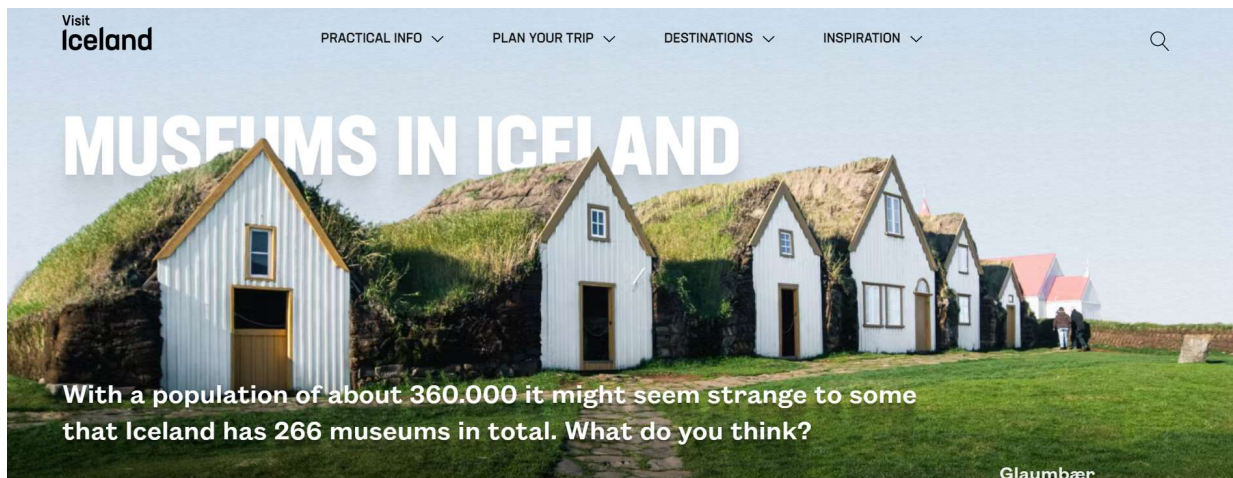 Visit
Iceland
PRACTICAL INFO
PLAN YOUR TRIP
DESTINATIONS
INSPIRATION
MUSEUMS IN ICELAND
With a population of about 360.000 it might seem strange to some
that Iceland has 266 museums in total. What do you think?
Glaumbær